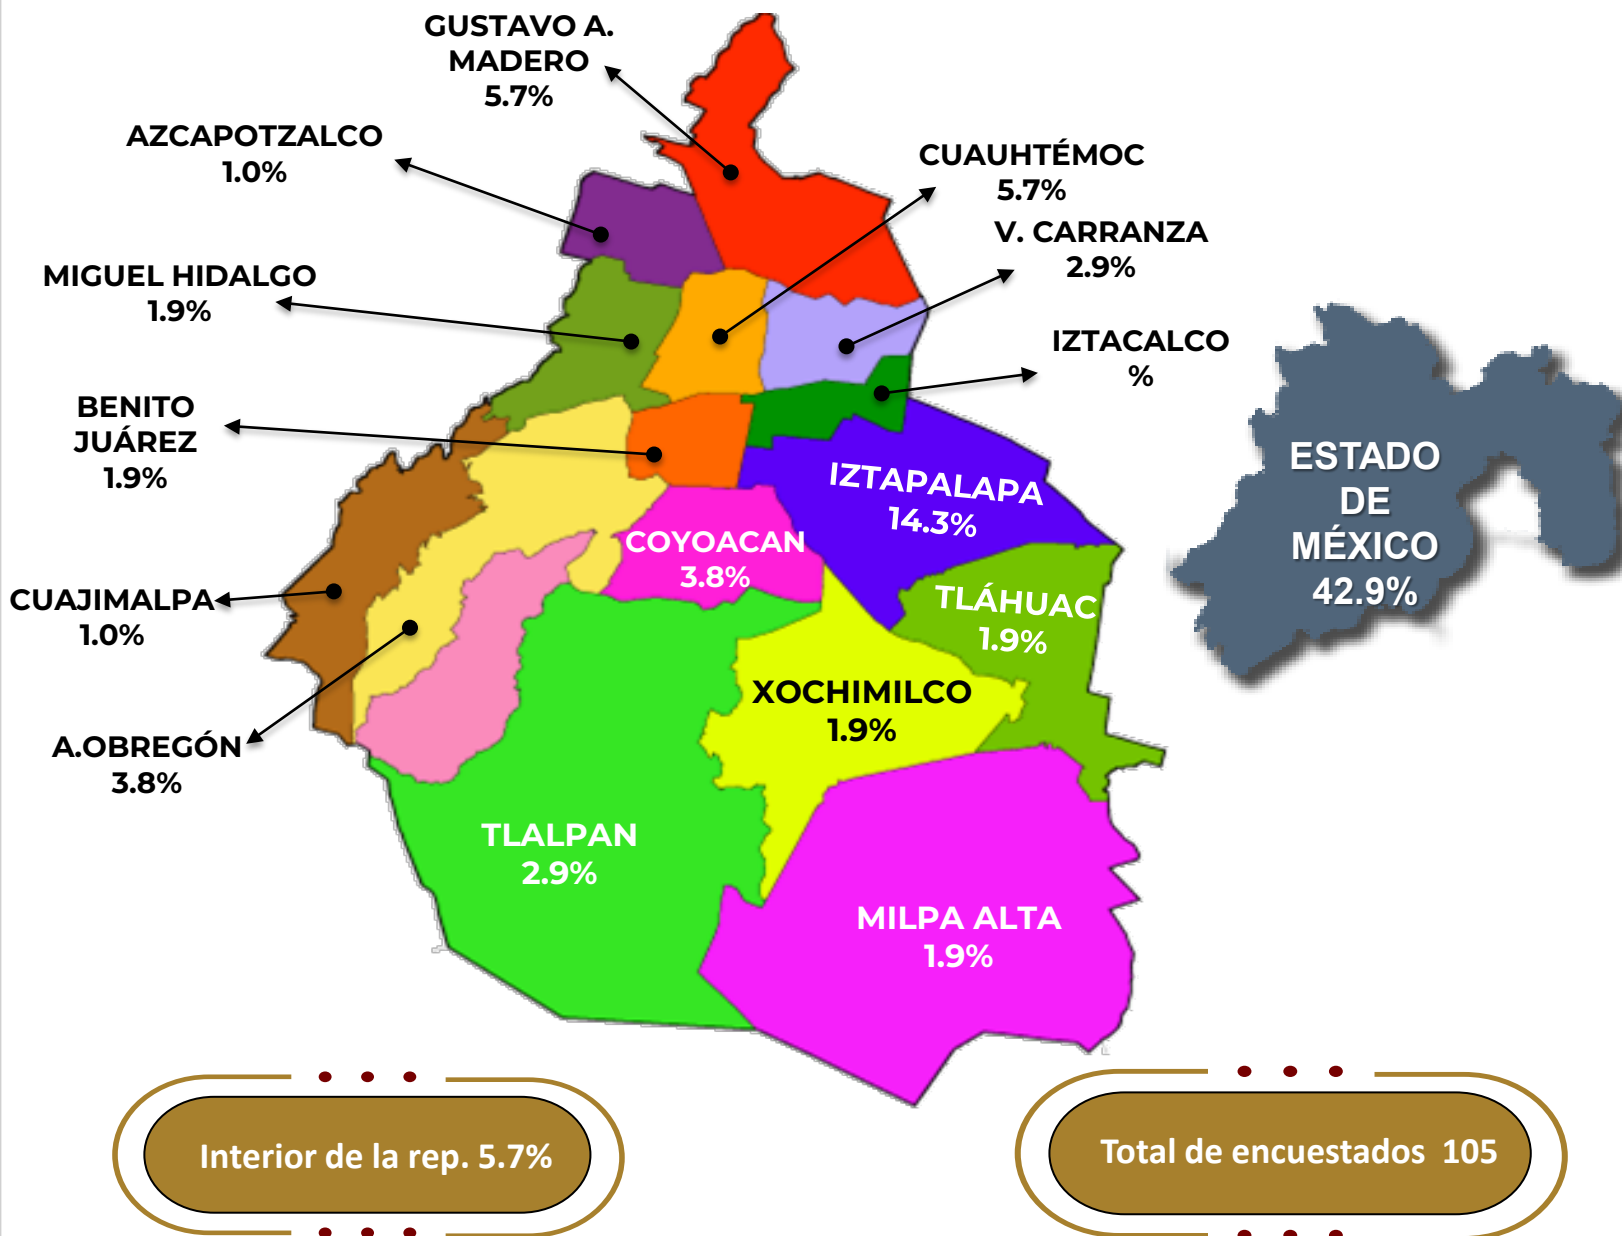 GUSTAVO A.
MADERO
5.7%
AZCAPOTZALCO
1.0%
CUAUHTÉMOC
5.7%
V. CARRANZA
2.9%
MIGUEL HIDALGO
1.9%
IZTACALCO
%
BENITO
JUÁREZ
1.9%
IZTAPALAPA
14.3%
ESTADO
DE
MÉXICO
42.9%
COYOACAN
3.8%
CUAJIMALPA
1.0%
TLÁHUAC
1.9%
XOCHIMILCO
1.9%
A.OBREGÓN
3.8%
TLALPAN
2.9%
MILPA ALTA
1.9%
Interior de la rep. 5.7%
Total de encuestados 105